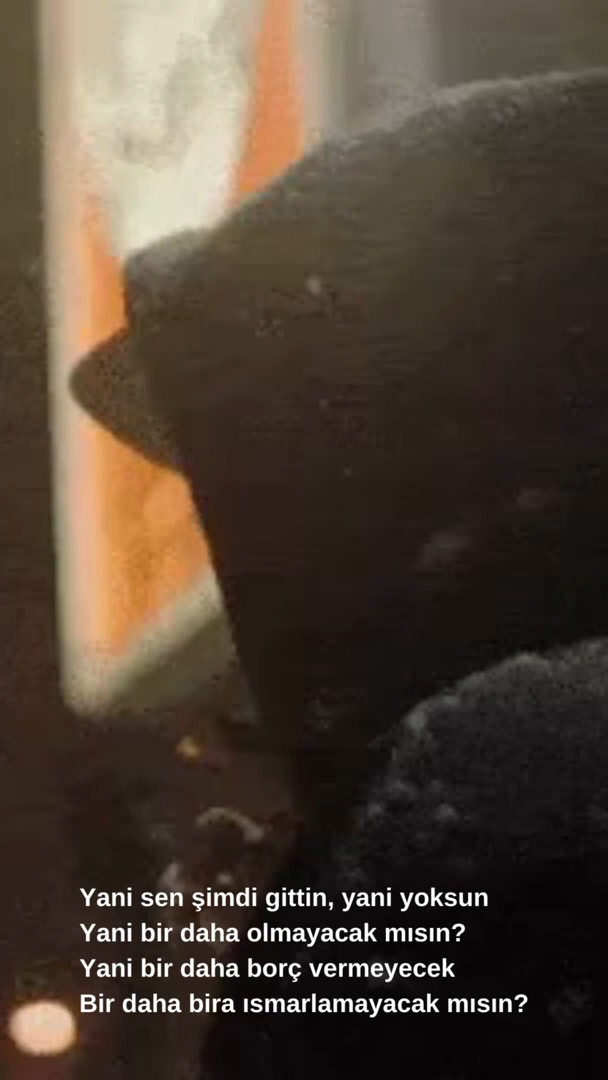 Yani sen şimdi gittin, yani yoksun
Yani bir daha olmayacak mısın?
Yani bir daha borç vermeyecek
Bir daha bira ısmarlamayacak mısın?